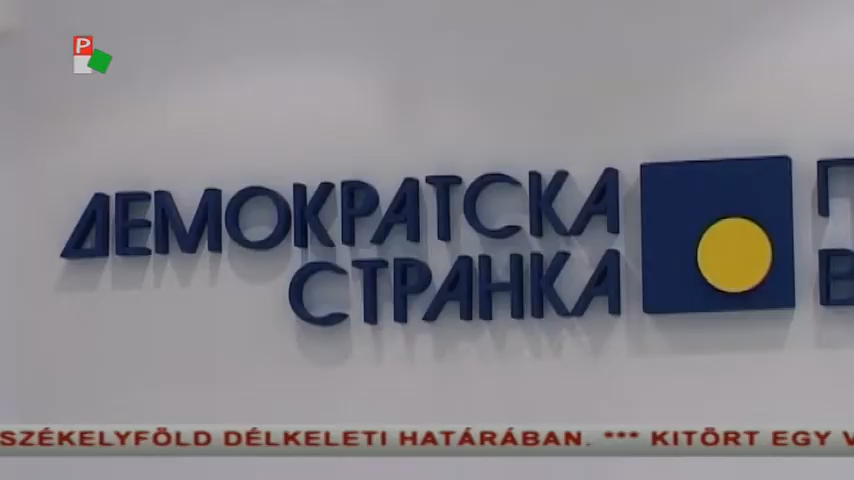 P
ДЕМОКРАТСКА
СТРАНКА
SZÉKELYFÖLD DÉLKELETI HATÁRÁBAN. *** KITÖRT EGY